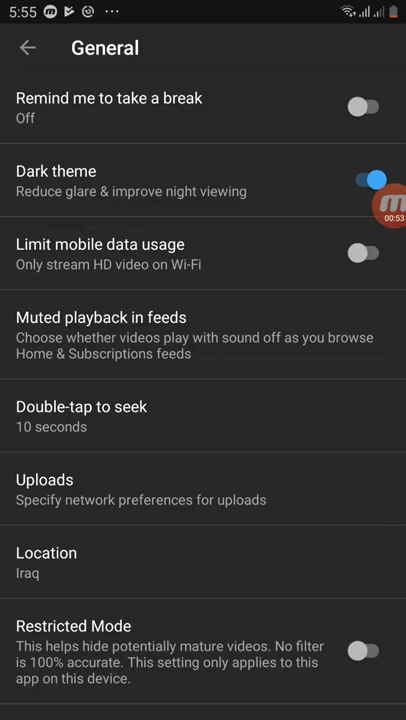 5:55
General
Remind me to take a break
Off
Dark theme
Reduce glare & improve night viewing
00:53
Limit mobile data usage
Only stream HD video on Wi-Fi
Muted playback in feeds
Choose whether videos play with sound off as you browse
Home & Subscriptions feeds
Double-tap to seek
10 seconds
Uploads
Specify network preferences for uploads
Location
Iraq
Restricted Mode
This helps hide potentially mature videos. No filter
is 100% accurate. This setting only applies to this
app on this device.